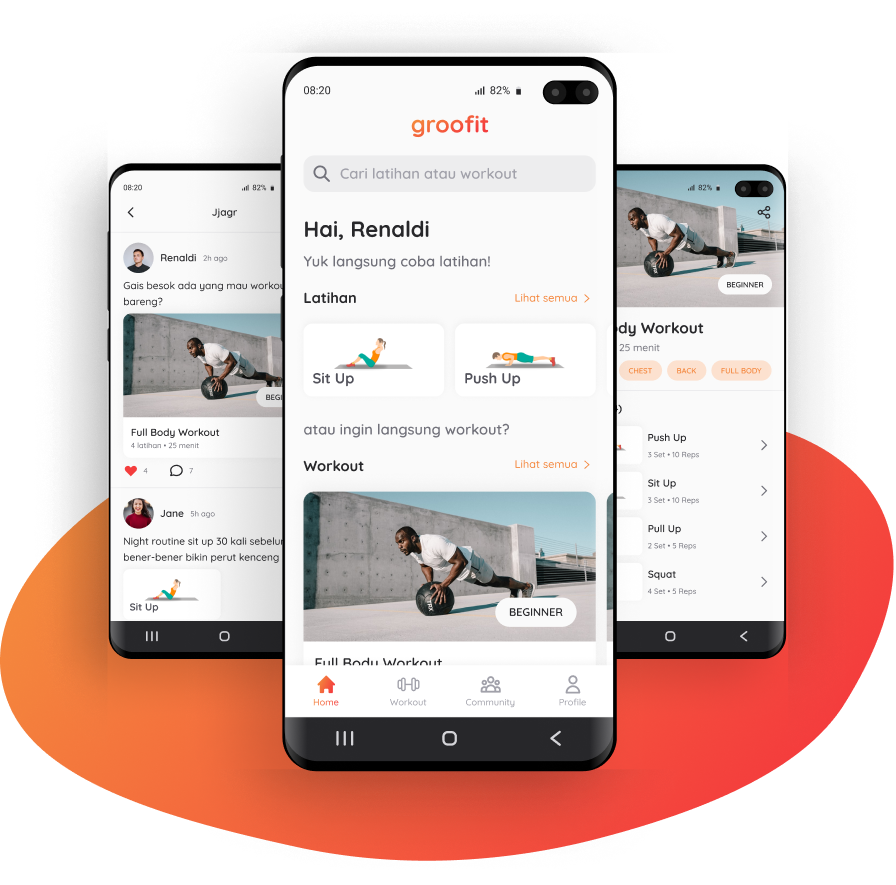 08:20
82%
Jjagr
Renaldi 2h ago
Gais besok ada yang mau
bareng?
Full Body Workout
4 latihan • 25 menit
4 7
Jane 5h ago
Night routine sit up 30 kali
bener-bener bikin perut kenceng
Sit Up
08:20 82%
groofit
Cari latihan atau workout
Hai, Renaldi
Yuk langsung coba latihan!
Latihan Lihat semua
Sit Up Push Up
atau ingin langsung workout?
Workout Lihat semua
TRX
BEGINNER
Full Body Workout
Home Workout Community Profile
82%
BEGINNER
Workout
25 menit
CHEST BACK FULL BODY
Push Up
3 Set • 10 Reps
Sit Up
3 Set • 10 Reps
Pull Up
2 Set • 5 Reps
Squat
4 Set • 5 Reps